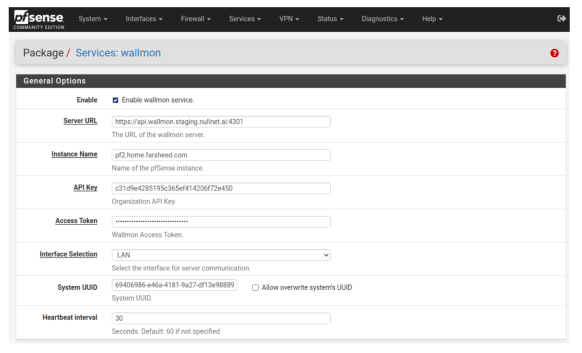 pfsense
COMMUNITY EDITION
System Interfaces Firewall Services VPN Status Diagnostics Help
Package / Services: wallmon
General Options
Enable Enable wallmon service.
Server URL https://api.wallmon.staging.nullnet.ai:4301
The URL of the wallmon server.
Instance Name pf2.home.farsheed.com
Name of the pfSense instance.
API Key c31d9e4285195c365ef414206f72e450
Organization API Key.
Access Token ••••••••••••••••••••••••••••••••
Wallmon Access Token.
Interface Selection LAN
Select the interface for server communication.
System UUID 69406986-e46a-4181-9a27-df13e98889 Allow overwrite system's UUID
System UUID.
Heartbeat interval 30
Seconds. Default: 60 if not specified